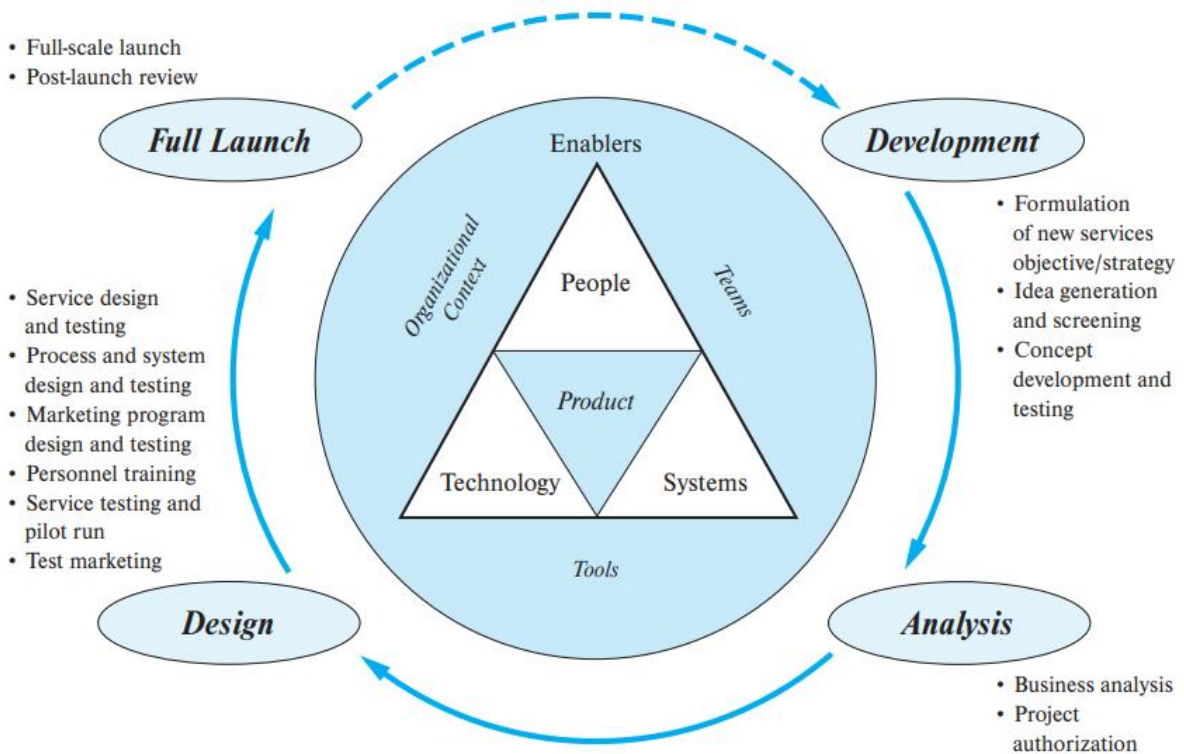 • Full-scale launch
• Post-launch review
Full Launch
Development
• Formulation
of new services
objective/strategy
• Idea generation
and screening
• Concept
development and
testing
Enablers
Organizational
Context
Teams
People
Product
Technology
Systems
Tools
• Service design
and testing
• Process and system
design and testing
• Marketing program
design and testing
• Personnel training
• Service testing and
pilot run
• Test marketing
Design
Analysis
• Business analysis
• Project
authorization